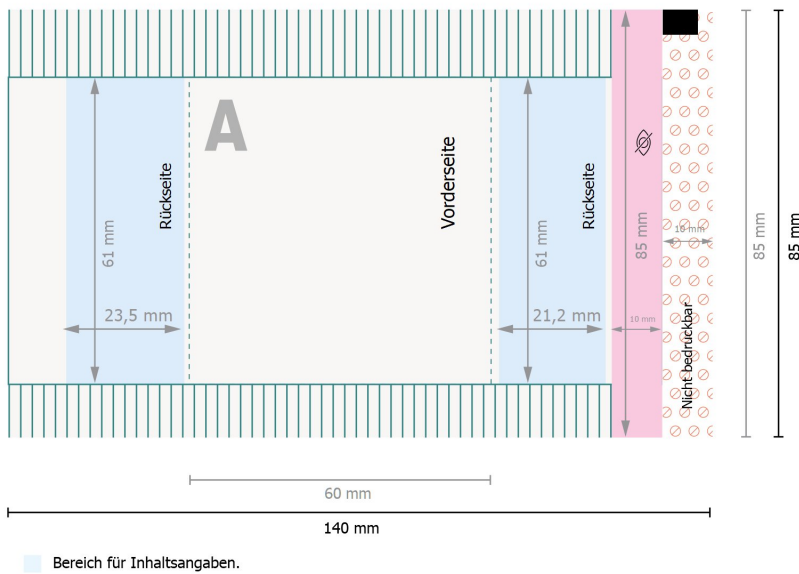 A
Rückseite
Vorderseite
Rückseite
61 mm
61 mm
85 mm
10 mm
85 mm
85 mm
23,5 mm
21,2 mm
10 mm
Nicht bedruckbar
60 mm
140 mm
Bereich für Inhaltsangaben.